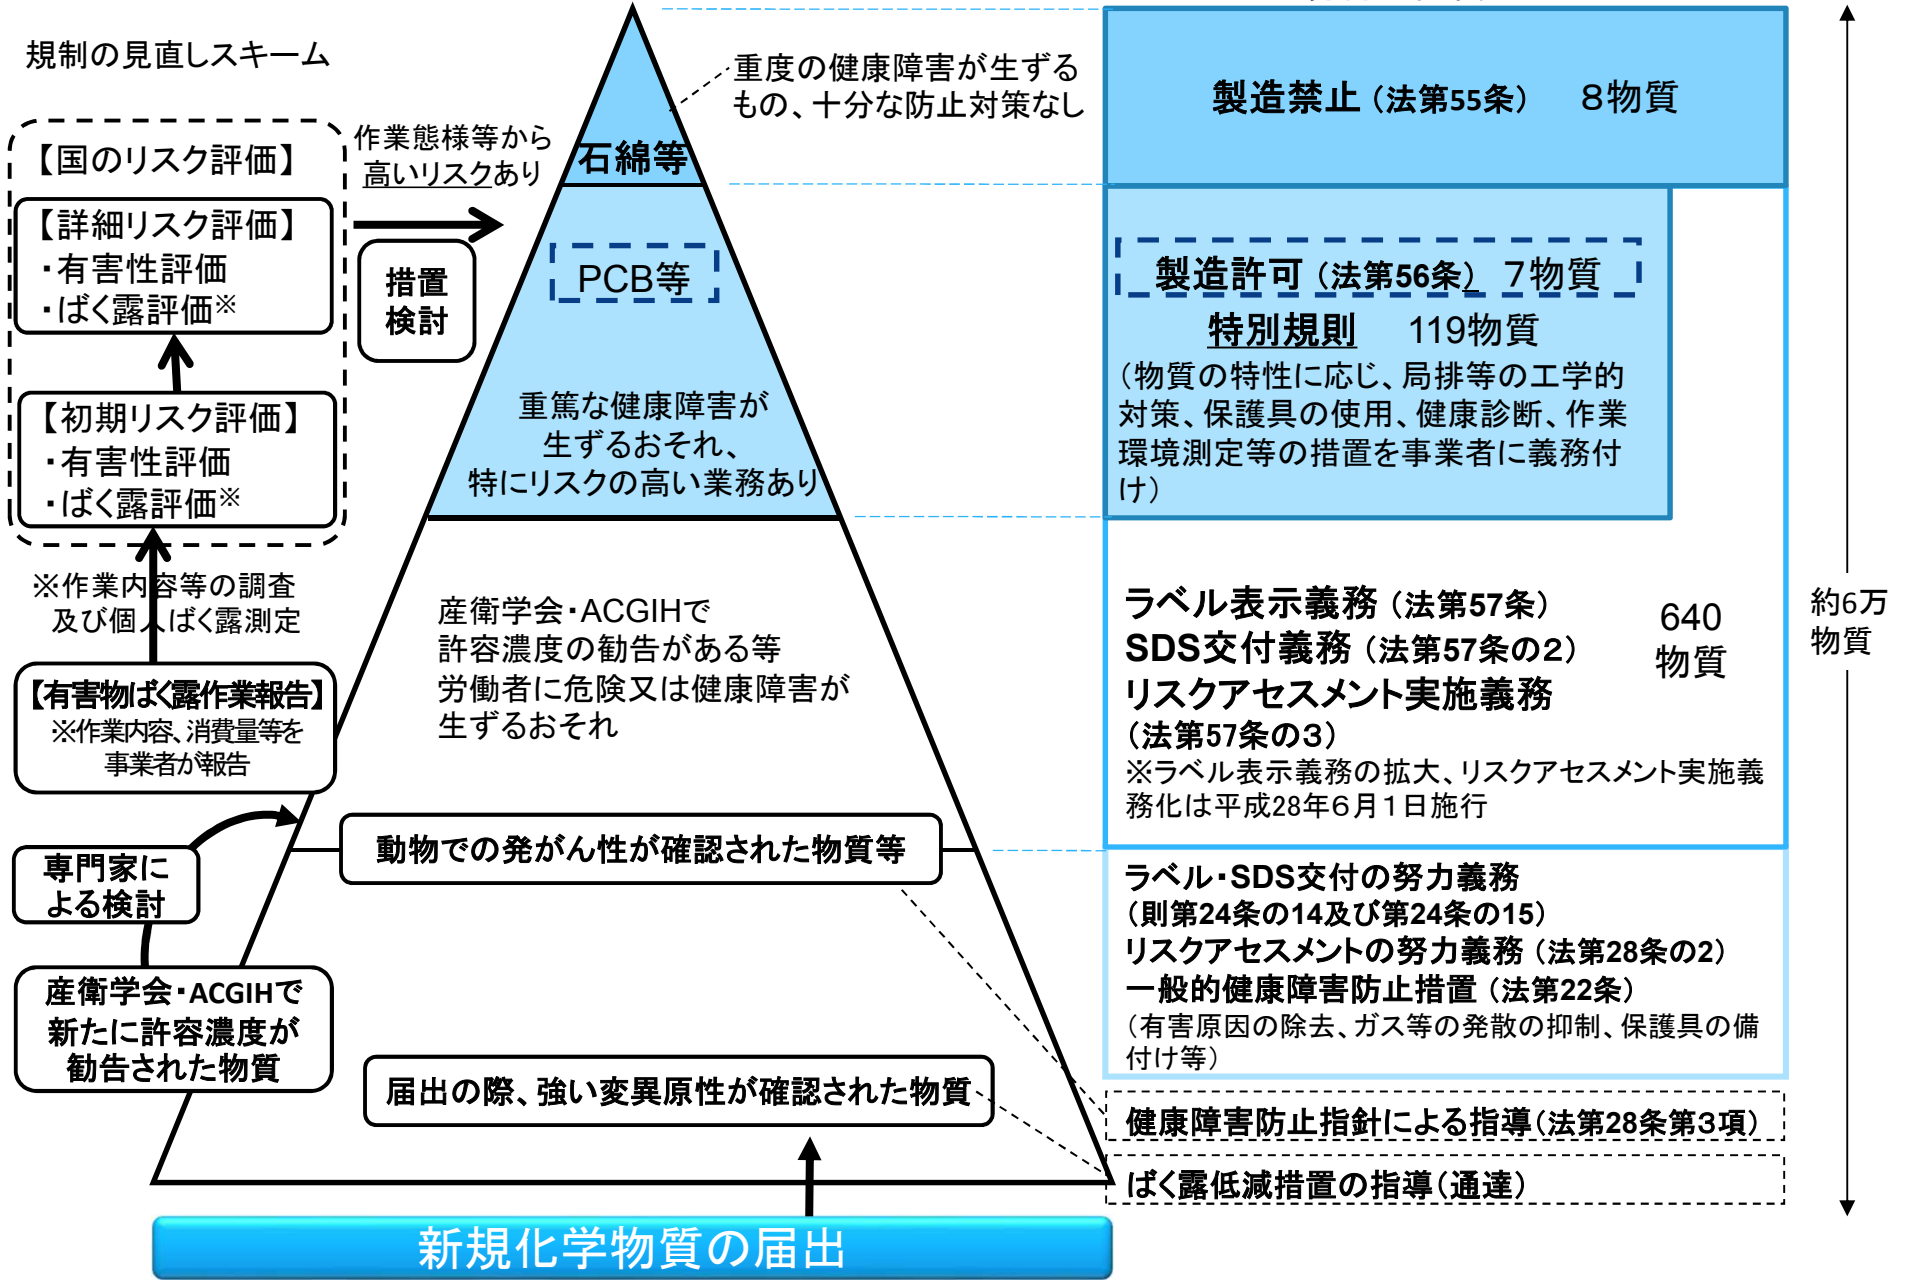 規制の見直しスキーム
【国のリスク評価】
【詳細リスク評価】
・有害性評価
・ばく露評価※
【初期リスク評価】
・有害性評価
・ばく露評価※
※作業内容等の調査
及び個人ばく露測定
【有害物ばく露作業報告】
※作業内容、消費量等を
事業者が報告
専門家に
よる検討
産衛学会・ACGIHで
新たに許容濃度が
勧告された物質
作業態様等から
高いリスクあり
措置
検討
重度の健康障害が生ずる
もの、十分な防止対策なし
石綿等
PCB等
重篤な健康障害が
生ずるおそれ、
特にリスクの高い業務あり
産衛学会・ACGIHで
許容濃度の勧告がある等
労働者に危険又は健康障害が
生ずるおそれ
動物での発がん性が確認された物質等
届出の際、強い変異原性が確認された物質
新規化学物質の届出
製造禁止（法第55条） 8物質
製造許可（法第56条） 7物質
特別規則 119物質
（物質の特性に応じ、局排等の工学的
対策、保護具の使用、健康診断、作業
環境測定等の措置を事業者に義務付
け）
ラベル表示義務（法第57条）
SDS交付義務（法第57条の２）
リスクアセスメント実施義務
（法第57条の３）
※ラベル表示義務の拡大、リスクアセスメント実施義
務化は平成28年６月１日施行
640
物質
ラベル・SDS交付の努力義務
（則第24条の14及び第24条の15）
リスクアセスメントの努力義務（法第28条の2）
一般的健康障害防止措置（法第22条）
（有害原因の除去、ガス等の発散の抑制、保護具の備
付け等）
健康障害防止指針による指導（法第28条第３項）
ばく露低減措置の指導（通達）
約6万
物質